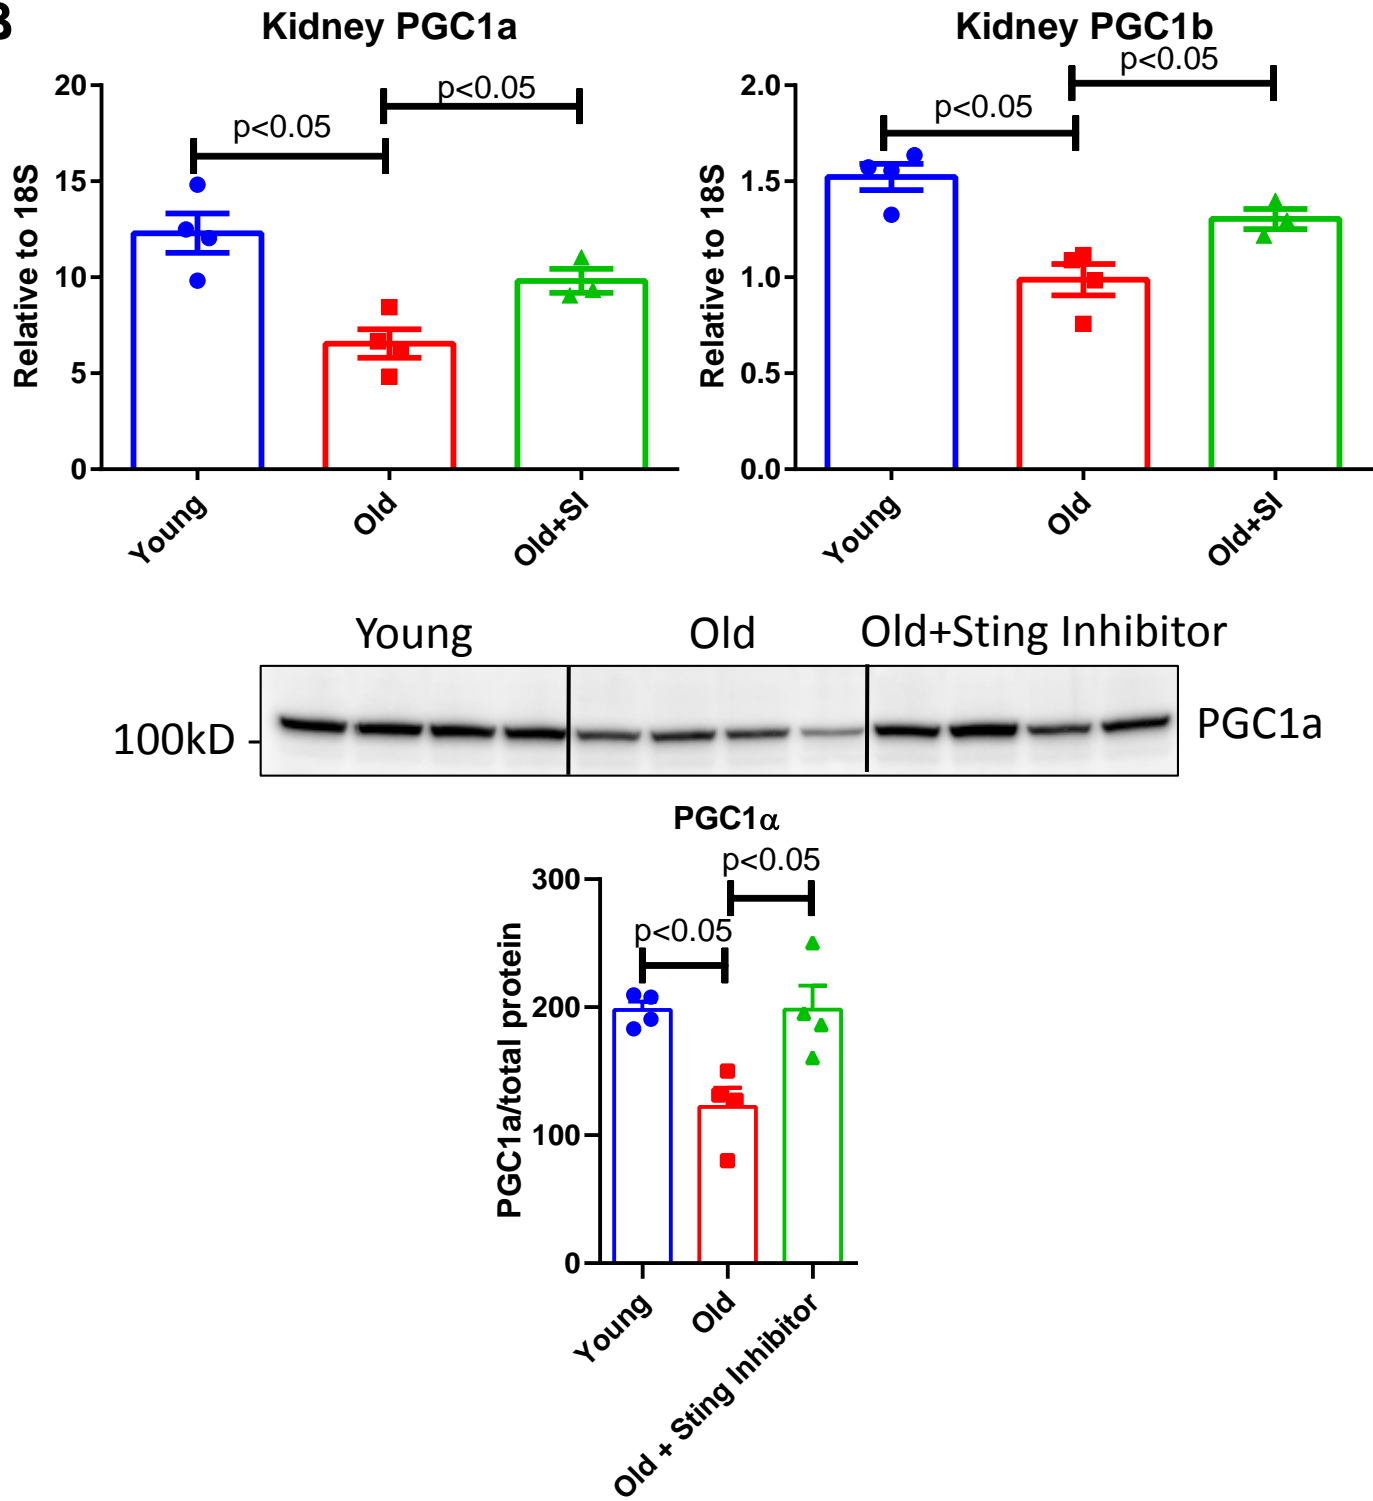 B
Kidney PGC1a
Relative to 18S
20
15
10
5
0
p<0.05
p<0.05
Young
Old
Old+SI
Kidney PGC1b
Relative to 18S
2.0
1.5
1.0
0.5
0.0
p<0.05
p<0.05
Young
Old
Old+SI
Young
Old
Old+Sting Inhibitor
100kD
PGC1a
PGC1α
PGC1a/total protein
300
200
100
0
p<0.05
p<0.05
Young
Old
Old + Sting Inhibitor